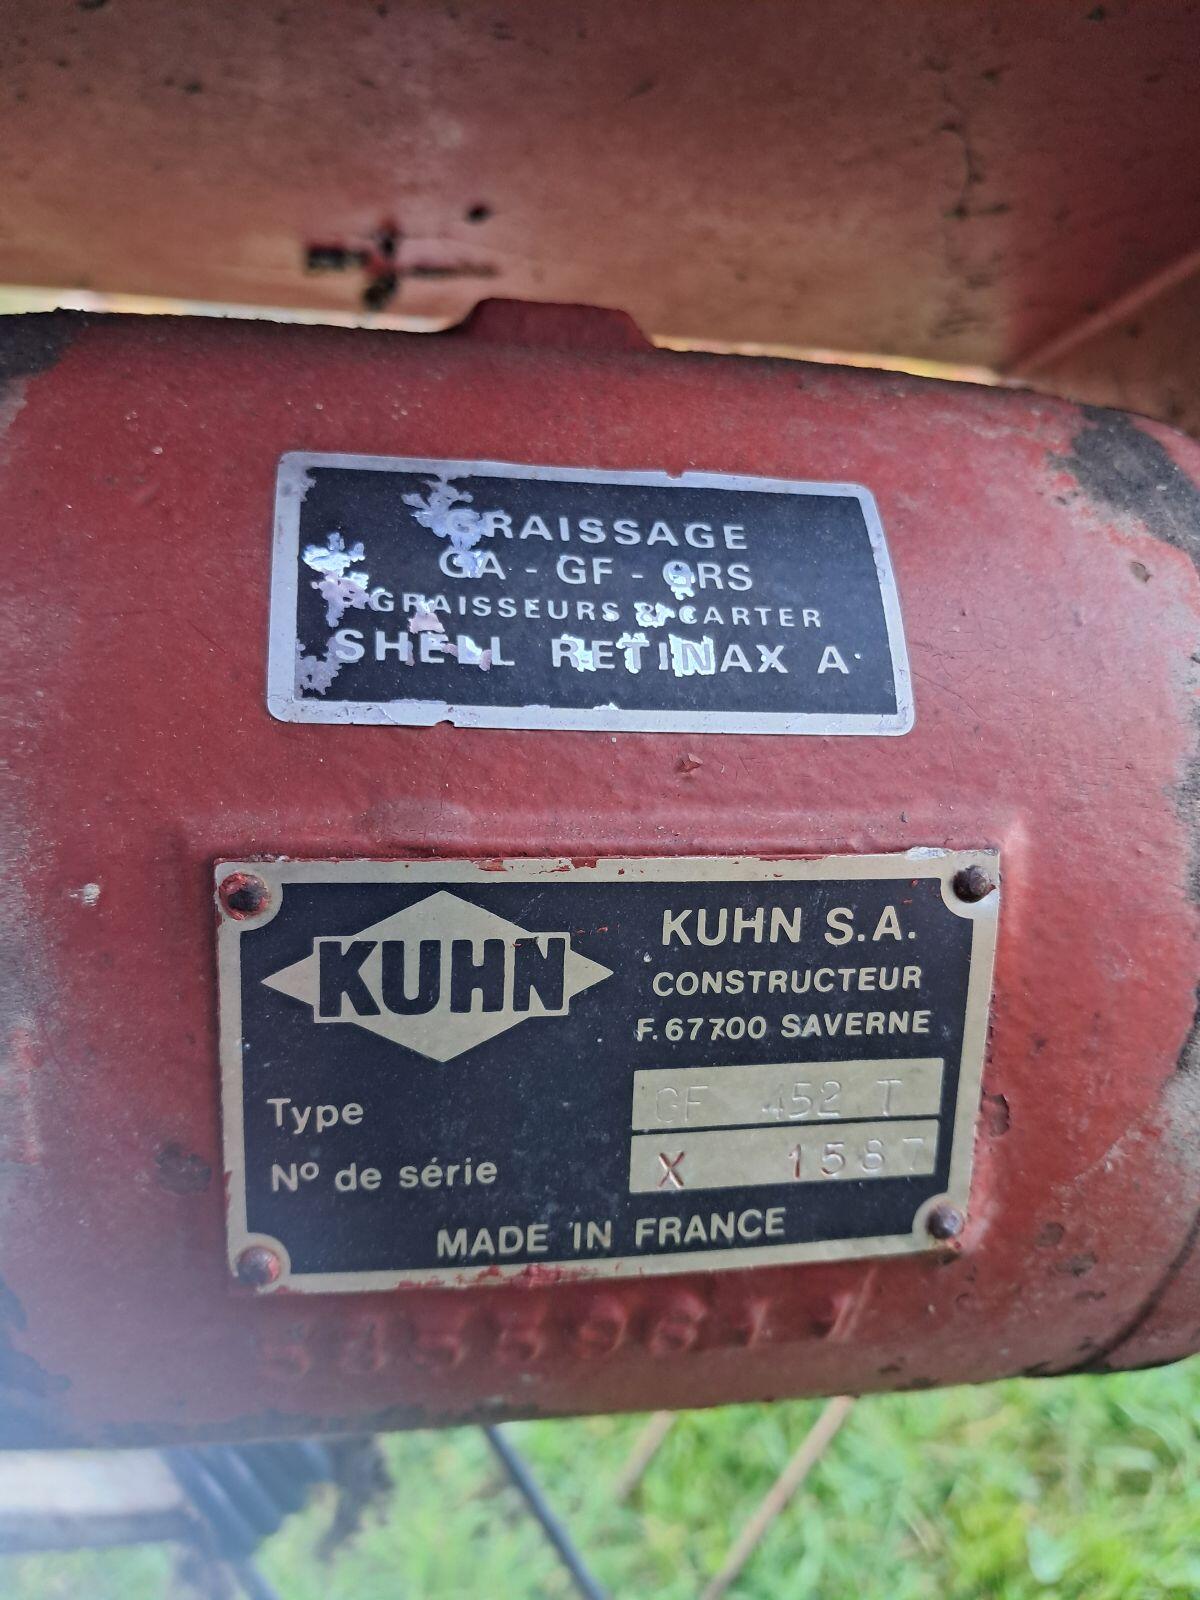 GRAISSAGE
GA - GF - GRS
GRAISSEURS & CARTER
SHELL RETINAX A
KUHN
KUHN S.A.
CONSTRUCTEUR
F. 67700 SAVERNE
Type GF 452 T
Nº de série X 1587
MADE IN FRANCE